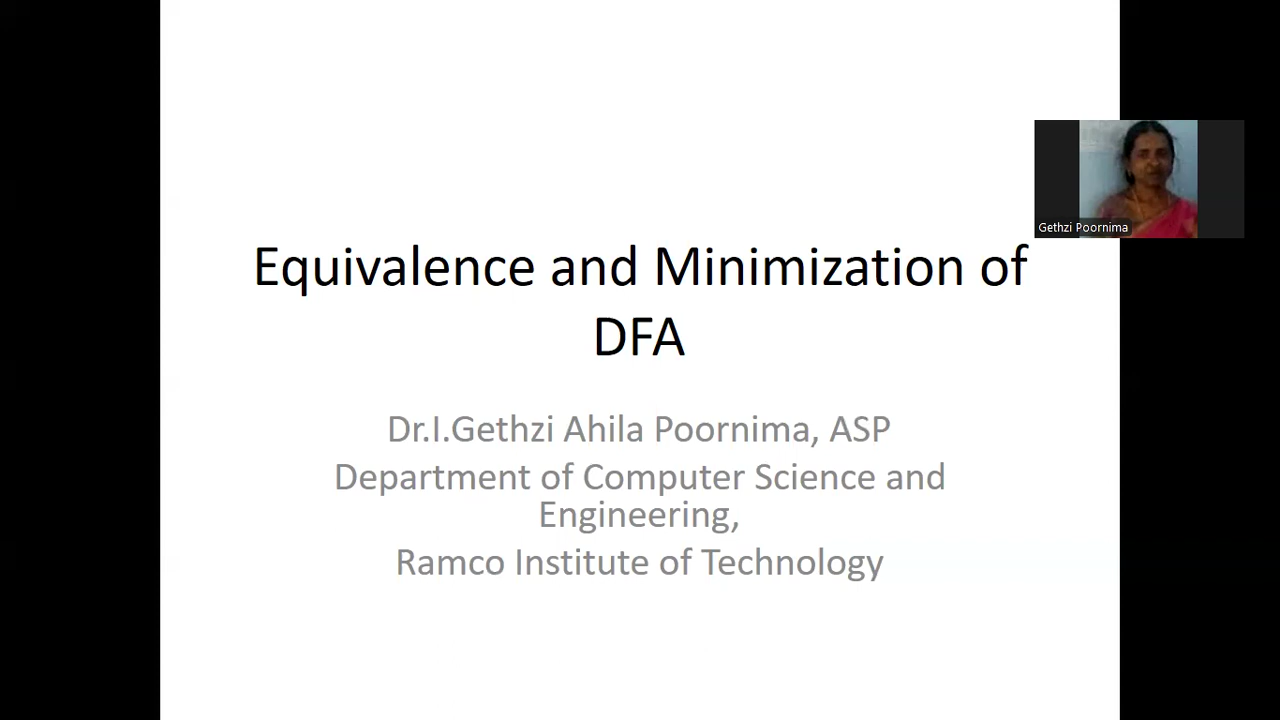 Gethzi Poornima
Equivalence and Minimization of
DFA
Dr.I.Gethzi Ahila Poornima, ASP
Department of Computer Science and
Engineering,
Ramco Institute of Technology